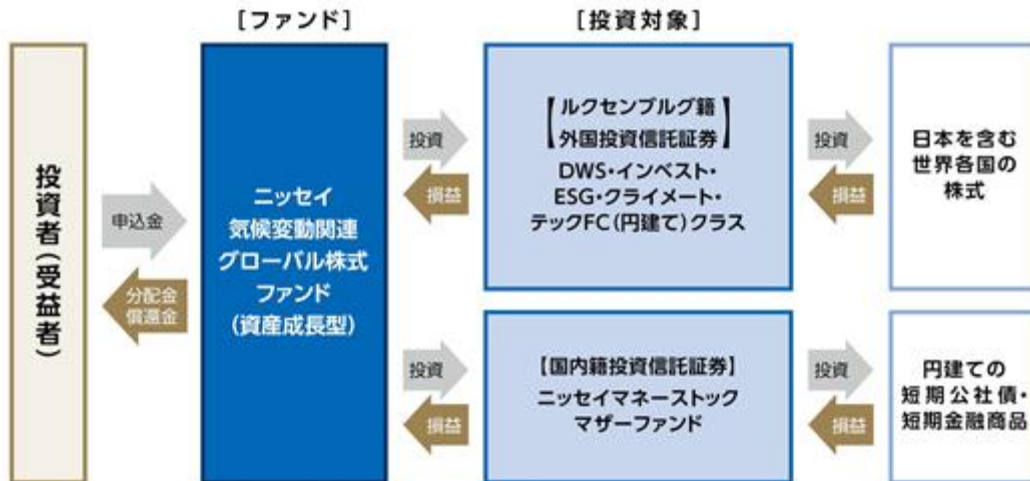 [ファンド]
[投資対象]
投資者(受益者)
申込金
分配金
償還金
ニッセイ
気候変動関連
グローバル株式
ファンド
(資産成長型)
投資
損益
【ルクセンブルグ籍
外国投資信託証券】
DWS・インベスト・
ESG・クライメート・
テックFC(円建て)クラス
投資
損益
日本を含む
世界各国の
株式
投資
損益
【国内籍投資信託証券】
ニッセイマネーストック
マザーファンド
投資
損益
円建ての
短期公社債・
短期金融商品